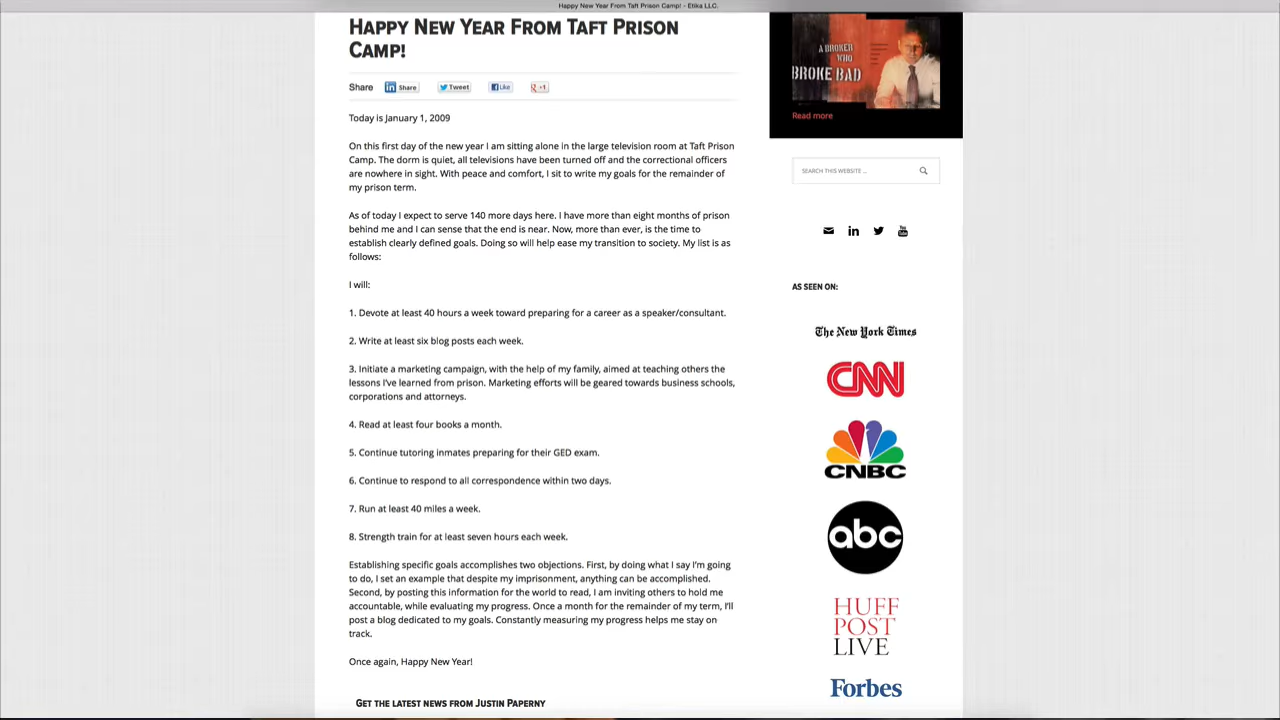 Happy New Year From Taft Prison Camp! - Etika LLC.
HAPPY NEW YEAR FROM TAFT PRISON
CAMP!
Share
Share
Tweet
Like
+1
Today is January 1, 2009
On this first day of the new year I am sitting alone in the large television room at Taft Prison
Camp. The dorm is quiet, all televisions have been turned off and the correctional officers
are nowhere in sight. With peace and comfort, I sit to write my goals for the remainder of
my prison term.
As of today I expect to serve 140 more days here. I have more than eight months of prison
behind me and I can sense that the end is near. Now, more than ever, is the time to
establish clearly defined goals. Doing so will help ease my transition to society. My list is as
follows:
I will:
1. Devote at least 40 hours a week toward preparing for a career as a speaker/consultant.
2. Write at least six blog posts each week.
3. Initiate a marketing campaign, with the help of my family, aimed at teaching others the
lessons I've learned from prison. Marketing efforts will be geared towards business schools,
corporations and attorneys.
4. Read at least four books a month.
5. Continue tutoring inmates preparing for their GED exam.
6. Continue to respond to all correspondence within two days.
7. Run at least 40 miles a week.
8. Strength train for at least seven hours each week.
Establishing specific goals accomplishes two objections. First, by doing what I say I'm going
to do, I set an example that despite my imprisonment, anything can be accomplished.
Second, by posting this information for the world to read, I am inviting others to hold me
accountable, while evaluating my progress. Once a month for the remainder of my term, I'll
post a blog dedicated to my goals. Constantly measuring my progress helps me stay on
track.
Once again, Happy New Year!
GET THE LATEST NEWS FROM JUSTIN PAPERNY
A BROKER
WHO
BROKE BAD
Read more
SEARCH THIS WEBSITE ...
in
You
Tube
AS SEEN ON:
The New York Times
CNN
CNBC
abc
HUFF
POST
LIVE
Forbes